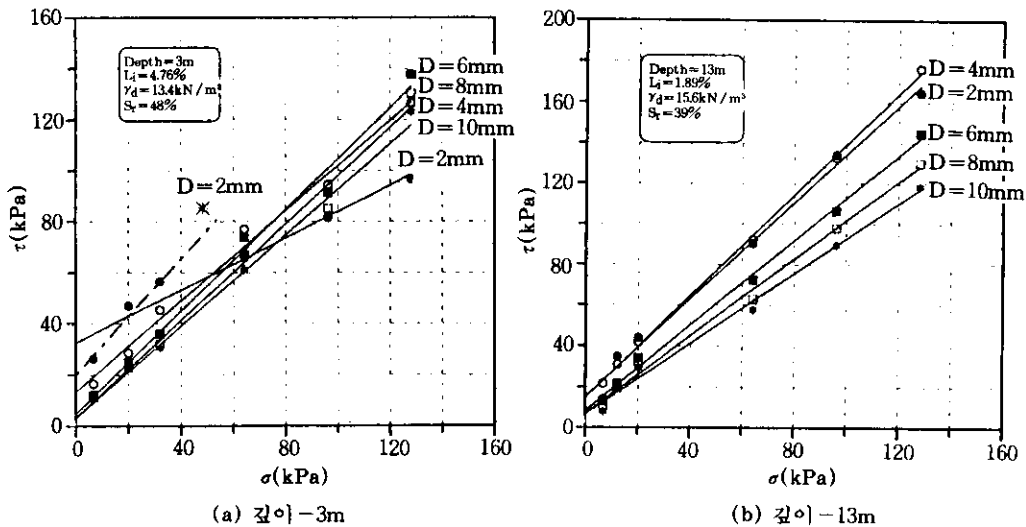 160
120
80
40
0
τ(kPa)
Depth=3m
Li=4.76%
γd=13.4kN/m³
Sr=48%
D=2mm
D=6mm
D=8mm
D=4mm
D=10mm
D=2mm
0 40 80 120 160
σ(kPa)
(a) 깊이-3m
200
160
120
80
40
20
0
τ(kPa)
Depth=13m
Li=1.89%
γd=15.6kN/m³
Sr=39%
D=4mm
D=2mm
D=6mm
D=8mm
D=10mm
0 40 80 120 160
σ(kPa)
(b) 깊이-13m